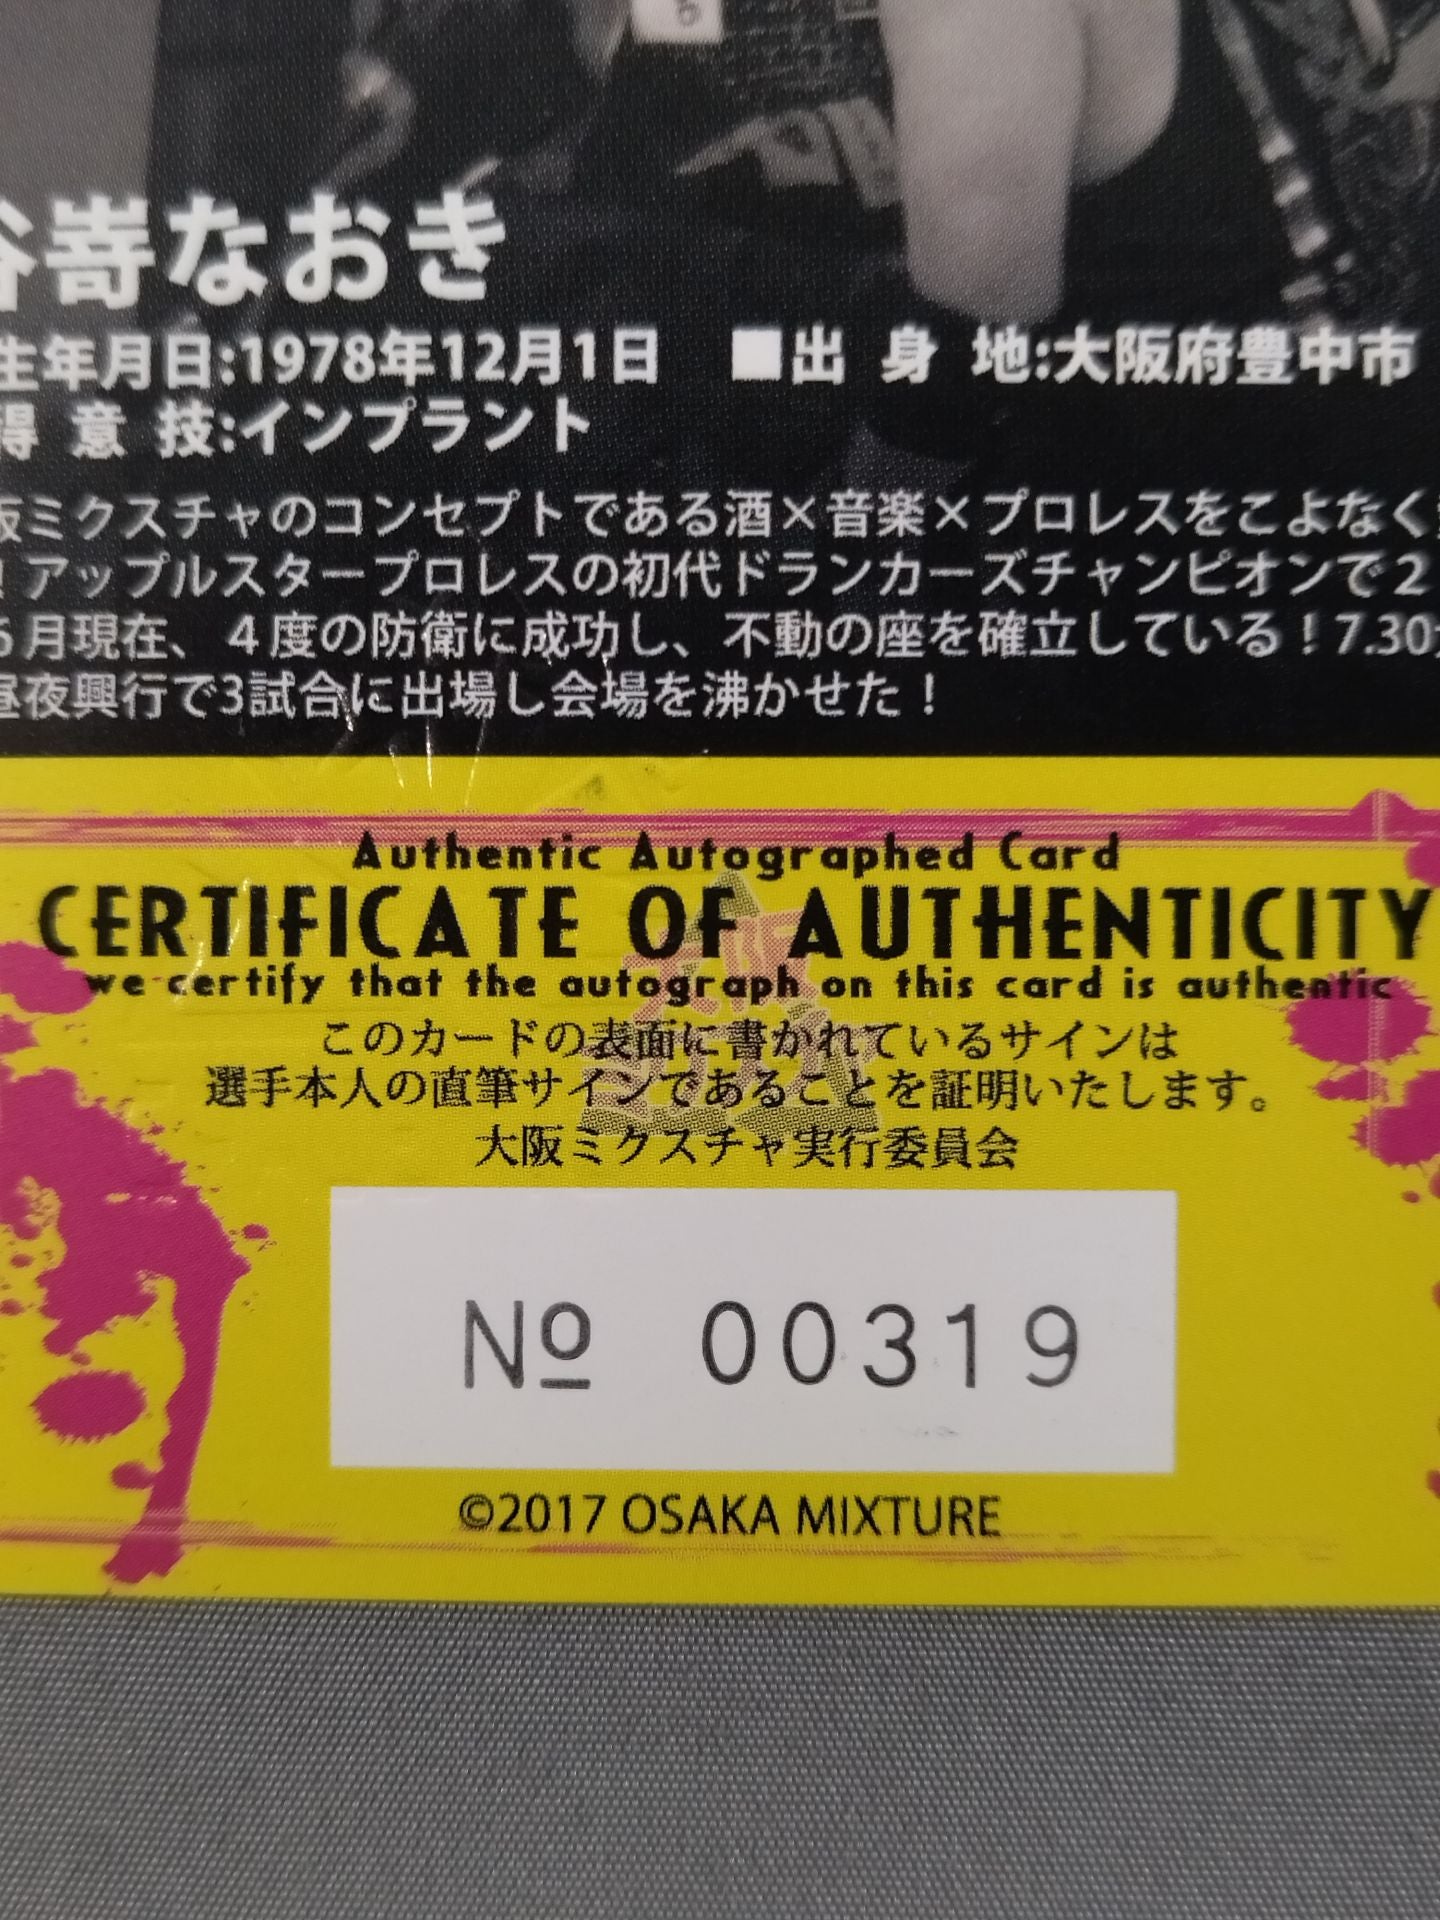 嵜なおき
生年月日:1978年12月1日 ■出身地:大阪府豊中市
得意技:インプラント
阪ミクスチャのコンセプトである酒×音楽×プロレスをこよなく
アップルスタープロレスの初代ドランカーズチャンピオンで２
月現在、４度の防衛に成功し、不動の座を確立している！7.30
昼夜興行で3試合に出場し会場を沸かせた！
Authentic Autographed Card
CERTIFICATE OF AUTHENTICITY
we certify that the autograph on this card is authentic
このカードの表面に書かれているサインは
選手本人の直筆サインであることを証明いたします。
大阪ミクスチャ実行委員会
№ 00319
©2017 OSAKA MIXTURE